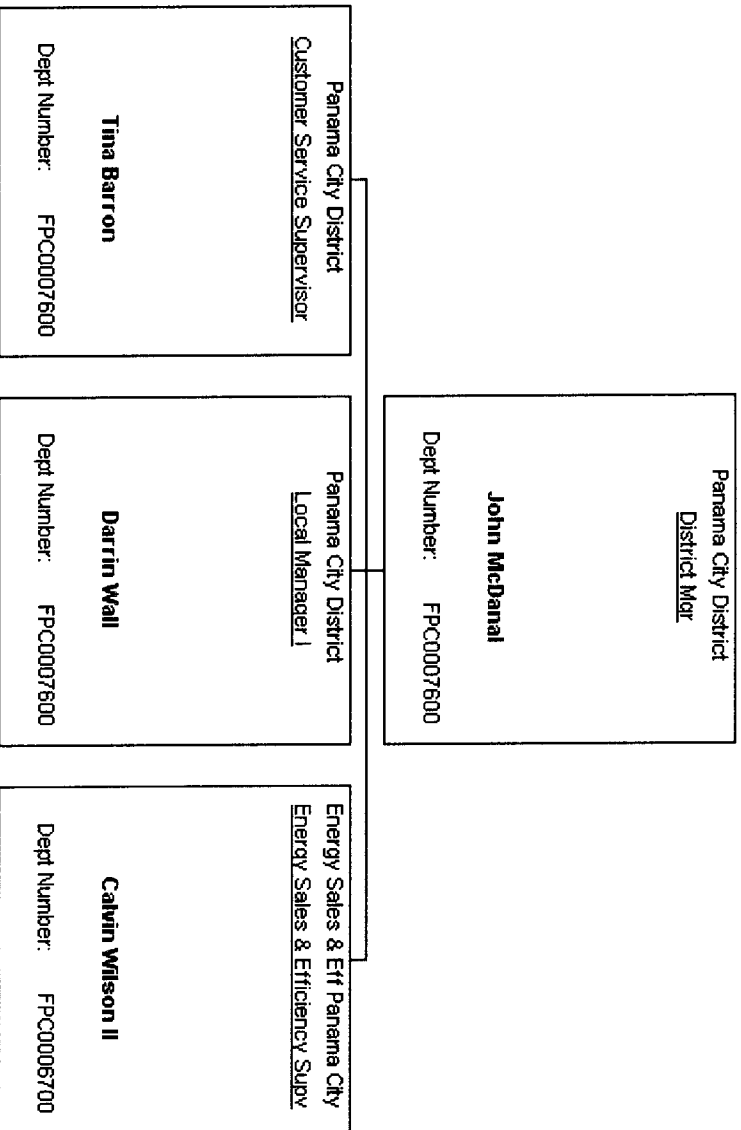 Panama City District
District Mgr
John McDanal
Dept Number: FPC0007600
Panama City District
Customer Service Supervisor
Tina Barron
Dept Number: FPC0007600
Panama City District
Local Manager I
Darrin Wall
Dept Number: FPC0007600
Energy Sales & Eff Panama City
Energy Sales & Efficiency Supv
Calvin Wilson II
Dept Number: FPC0006700